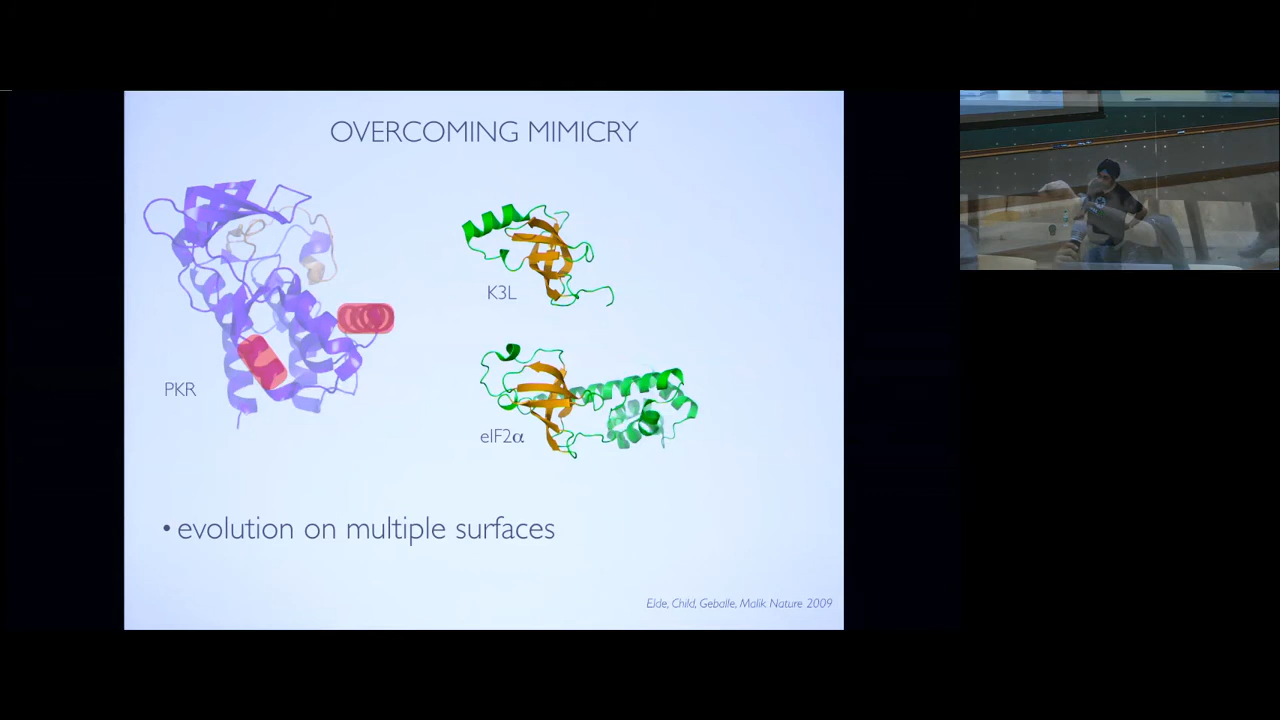 OVERCOMING MIMICRY
K3L
PKR
eIF2α
• evolution on multiple surfaces
Elde, Child, Geballe, Malik Nature 2009